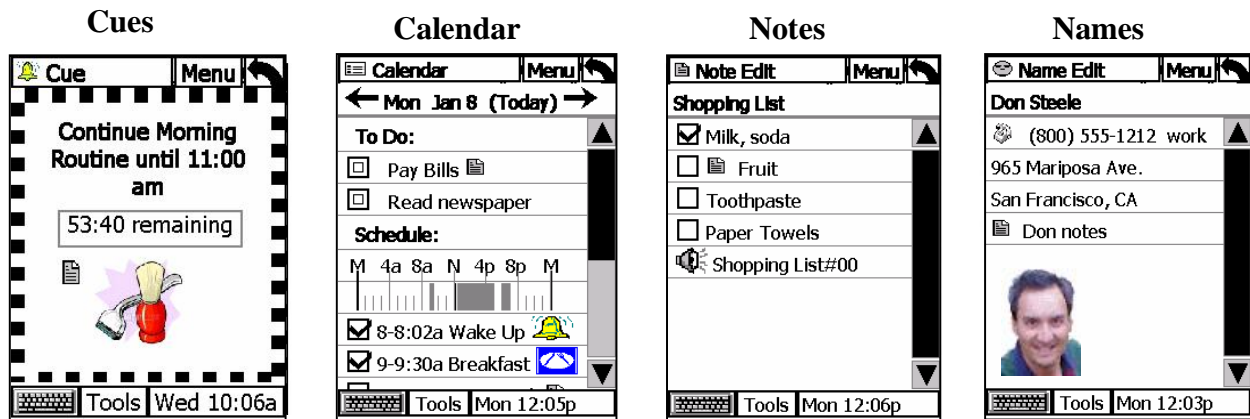 Cues
Cue Menu
Continue Morning
Routine until 11:00
am
53:40 remaining
Tools Wed 10:06a
Calendar
Calendar Menu
Mon Jan 8 (Today)
To Do:
Pay Bills
Read newspaper
Schedule:
M 4a 8a N 4p 8p M
8-8:02a Wake Up
9-9:30a Breakfast
Tools Mon 12:05p
Notes
Note Edit Menu
Shopping List
Milk, soda
Fruit
Toothpaste
Paper Towels
Shopping List#00
Tools Mon 12:06p
Names
Name Edit Menu
Don Steele
(800) 555-1212 work
965 Mariposa Ave.
San Francisco, CA
Don notes
Tools Mon 12:03p